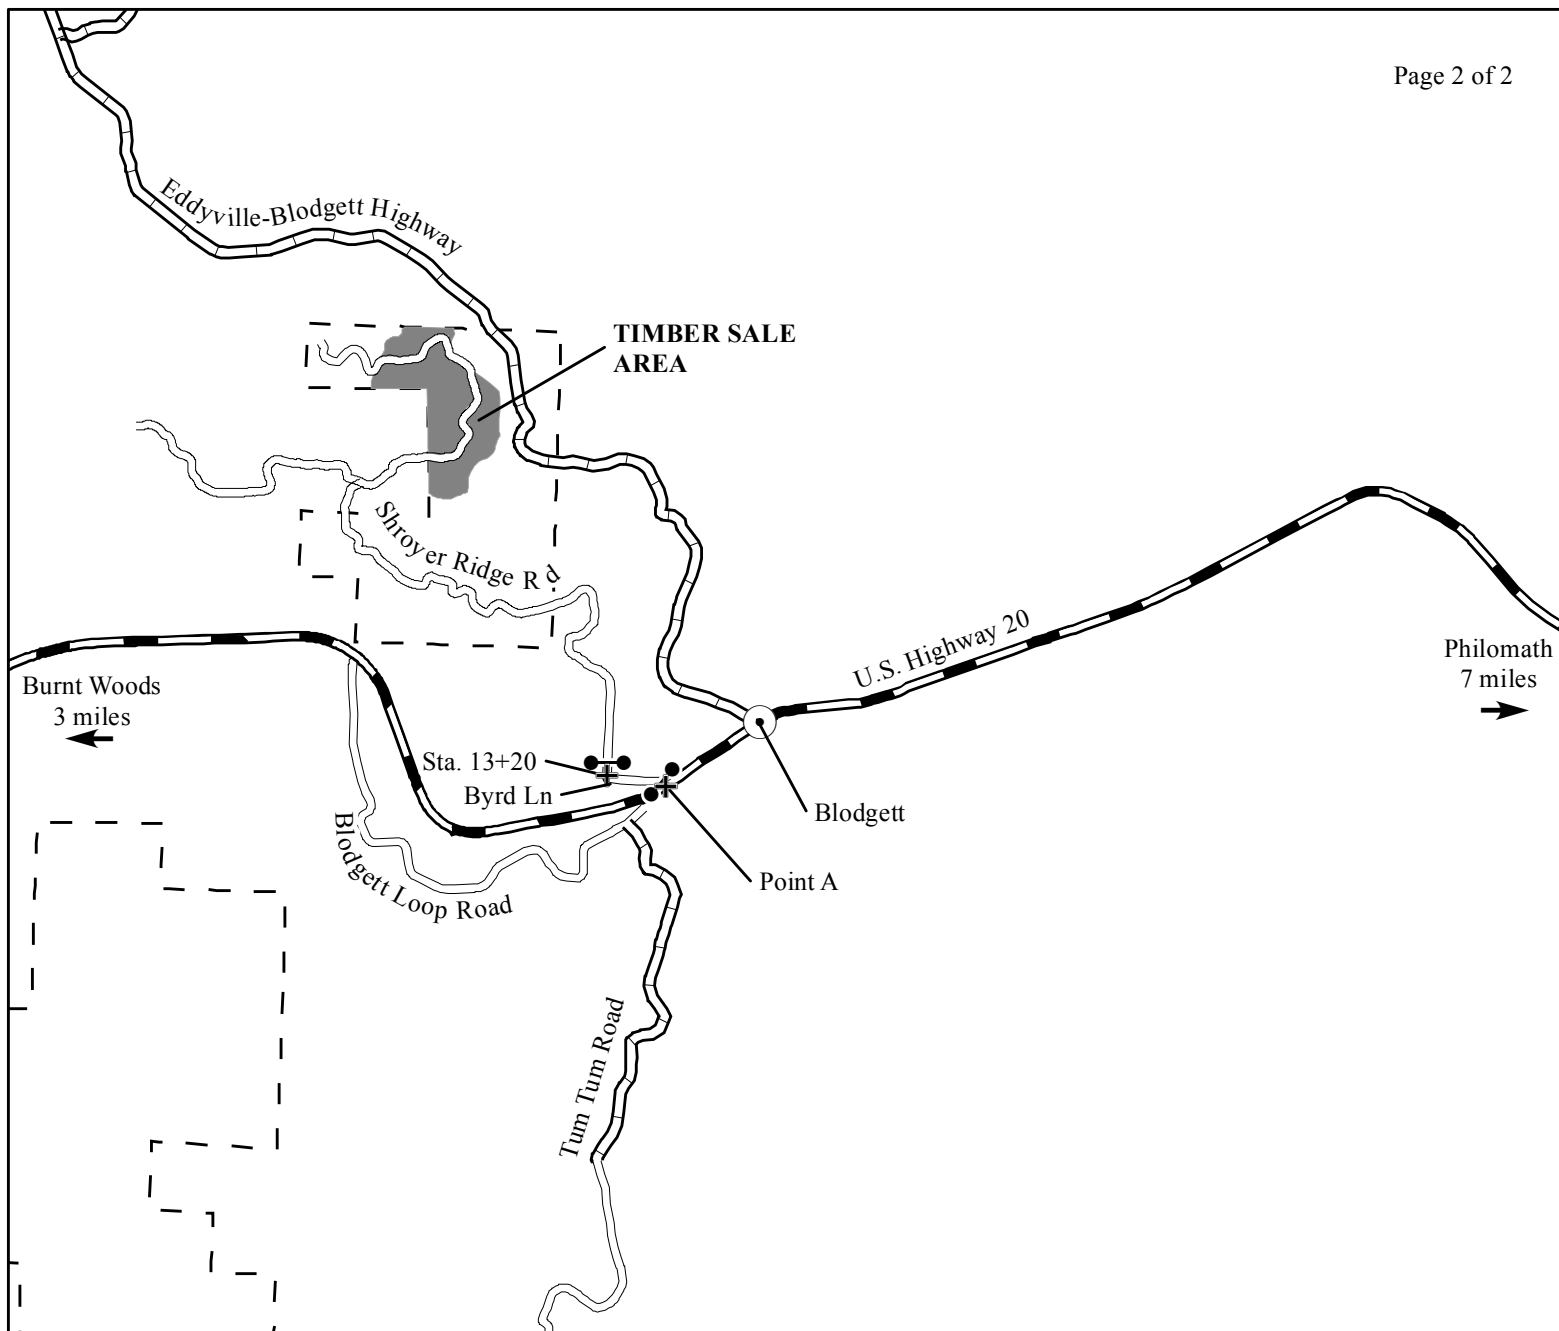 Page 2 of 2
Eddyville-Blodgett Highway
TIMBER SALE
AREA
Shroyer Ridge Rd
U.S. Highway 20
Philomath
7 miles
Burnt Woods
3 miles
Sta. 13+20
Byrd Ln
Blodgett
Point A
Blodgett Loop Road
Tum Tum Road